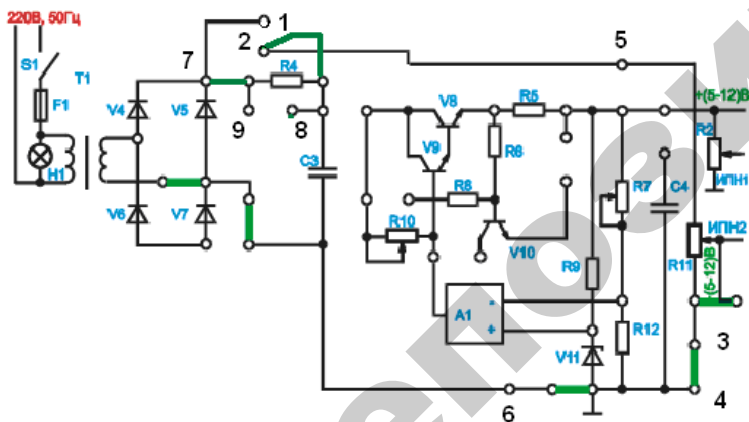 220В, 50Гц
1
2
S1
7
T1
R4
5
F1
V4
V5
9
8
V8
R5
+(5-12)В
R2
V9
R6
ИПН1
H1
C3
R8
R7
C4
V6
V7
R10
V10
ИПН2
R9
R11
-(5-12)В
A1
-
+
R12
V11
3
6
4